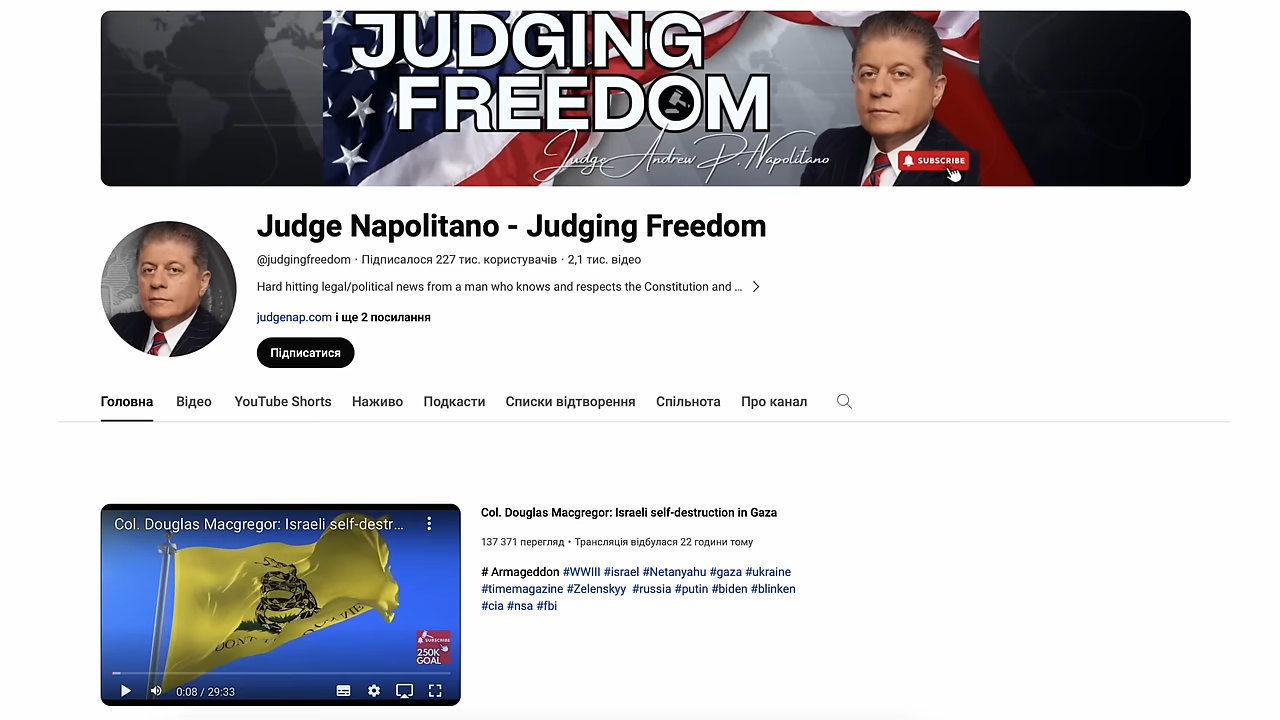 JUDGING
FREEDOM
Judge Andrew P. Napolitano
SUBSCRIBE
Judge Napolitano - Judging Freedom
@judgingfreedom · Підписалося 227 тис. користувачів · 2,1 тис. відео
Hard hitting legal/political news from a man who knows and respects the Constitution and ...
judgenap.com і ще 2 посилання
Підписатися
Головна Відео YouTube Shorts Наживо Подкасти Списки відтворення Спільнота Про канал
Col. Douglas Macgregor: Israeli self-destr...
DON'T
SUBSCRIBE
250K
GOAL
0:08 / 29:33
Col. Douglas Macgregor: Israeli self-destruction in Gaza
137 371 перегляд • Трансляція відбулася 22 години тому
# Armageddon #WWIII #israel #Netanyahu #gaza #ukraine
#timemagazine #Zelenskyy #russia #putin #biden #blinken
#cia #nsa #fbi